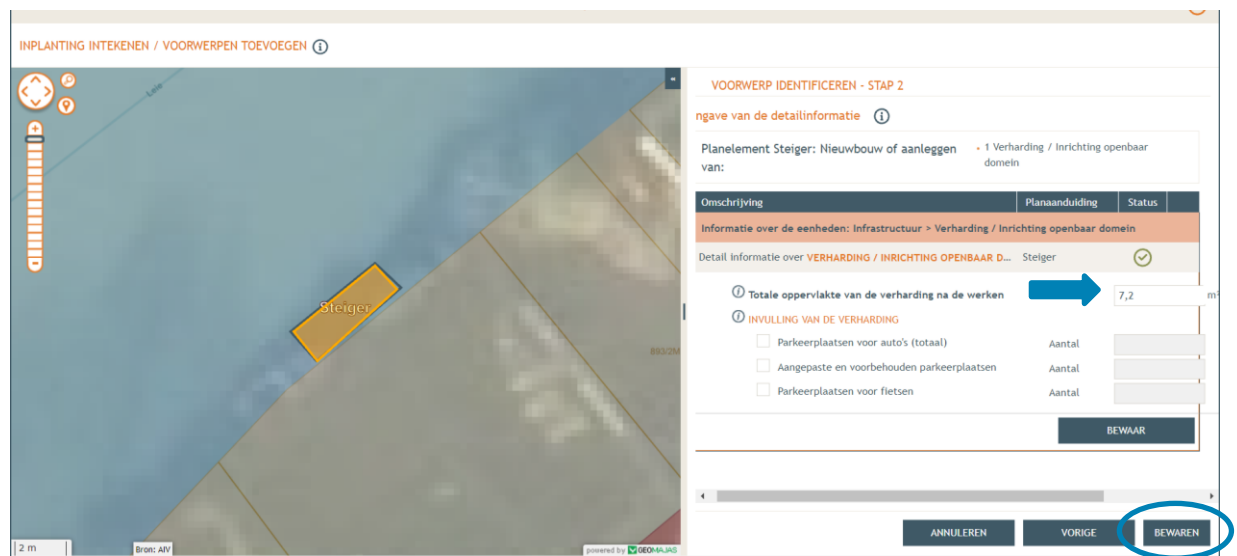 INPLANTING INTEKENEN / VOORWERPEN TOEVOEGEN i
«
Leie
Steiger
893/2M
2 m
Bron: AIV
powered by GEOMAJAS
VOORWERP IDENTIFICEREN - STAP 2
ngave van de detailinformatie i
Planelement Steiger: Nieuwbouw of aanleggen
van:
• 1 Verharding / Inrichting openbaar
domein
Omschrijving Planaanduiding Status
Informatie over de eenheden: Infrastructuur > Verharding / Inrichting openbaar domein
Detail informatie over VERHARDING / INRICHTING OPENBAAR D... Steiger
i Totale oppervlakte van de verharding na de werken 7,2 m²
i INVULLING VAN DE VERHARDING
Parkeerplaatsen voor auto's (totaal) Aantal
Aangepaste en voorbehouden parkeerplaatsen Aantal
Parkeerplaatsen voor fietsen Aantal
BEWAAR
ANNULEREN VORIGE BEWAREN